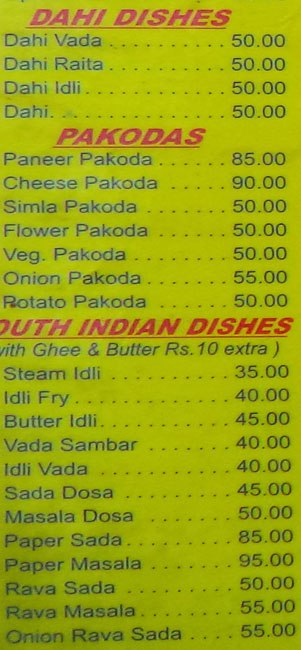 DAHI DISHES
Dahi Vada . . . . . . . . . . . 50.00
Dahi Raita . . . . . . . . . . . 50.00
Dahi Idli . . . . . . . . . . . . . 50.00
Dahi. . . . . . . . . . . . . . . . 50.00
PAKODAS
Paneer Pakoda . . . . . . . 85.00
Cheese Pakoda . . . . . . 90.00
Simla Pakoda . . . . . . . . 50.00
Flower Pakoda . . . . . . . 50.00
Veg. Pakoda . . . . . . . . . 50.00
Onion Pakoda . . . . . . . . 55.00
Potato Pakoda . . . . . . . 50.00
OUTH INDIAN DISHES
with Ghee & Butter Rs.10 extra )
Steam Idli . . . . . . . . . . . 35.00
Idli Fry . . . . . . . . . . . . . . 40.00
Butter Idli. . . . . . . . . . . . 45.00
Vada Sambar . . . . . . . . 40.00
Idli Vada . . . . . . . . . . . . 40.00
Sada Dosa . . . . . . . . . . 45.00
Masala Dosa . . . . . . . . 50.00
Paper Sada. . . . . . . . . . 85.00
Paper Masala . . . . . . . . 95.00
Rava Sada . . . . . . . . . . 50.00
Rava Masala. . . . . . . . . 55.00
Onion Rava Sada . . . . 55.00